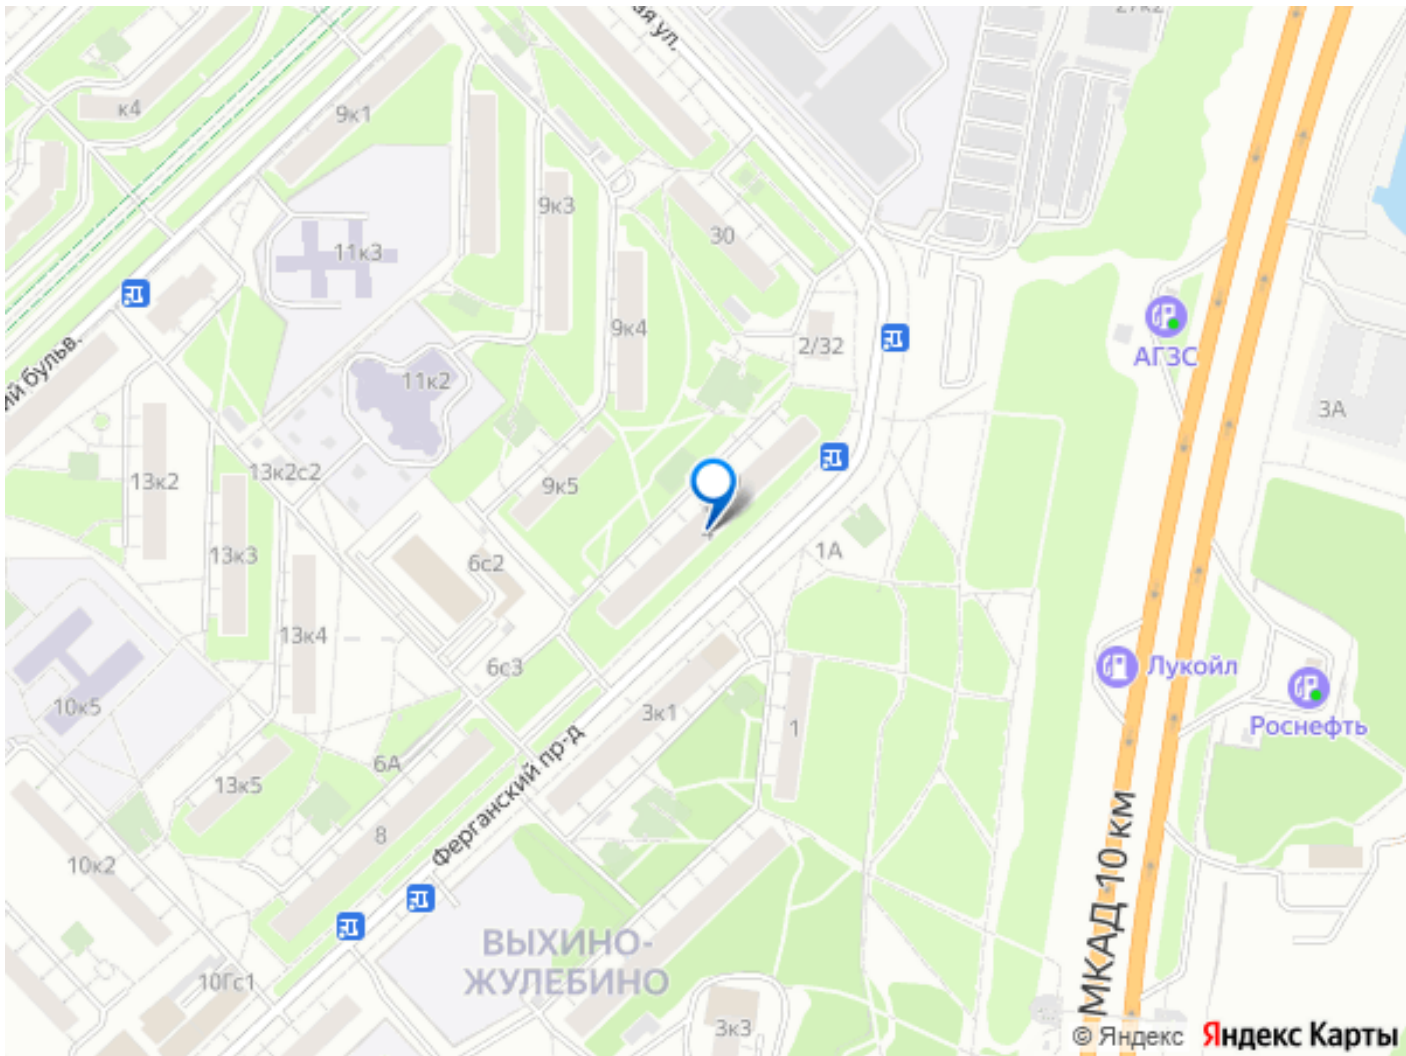 ая ул.
27к2
к4
9к1
9к3
30
11к3
9к4
2/32
АГЗС
ий бульв.
11к2
3А
13к2с2
13к2
9к5
4
1А
13к3
6с2
13к4
6с3
Лукойл
10к5
3к1
Роснефть
1
6А
13к5
Ферганский пр-д
8
МКАД 10 км
10к2
ВЫХИНО-
ЖУЛЕБИНО
10Гс1
3к3
© Яндекс Яндекс Карты